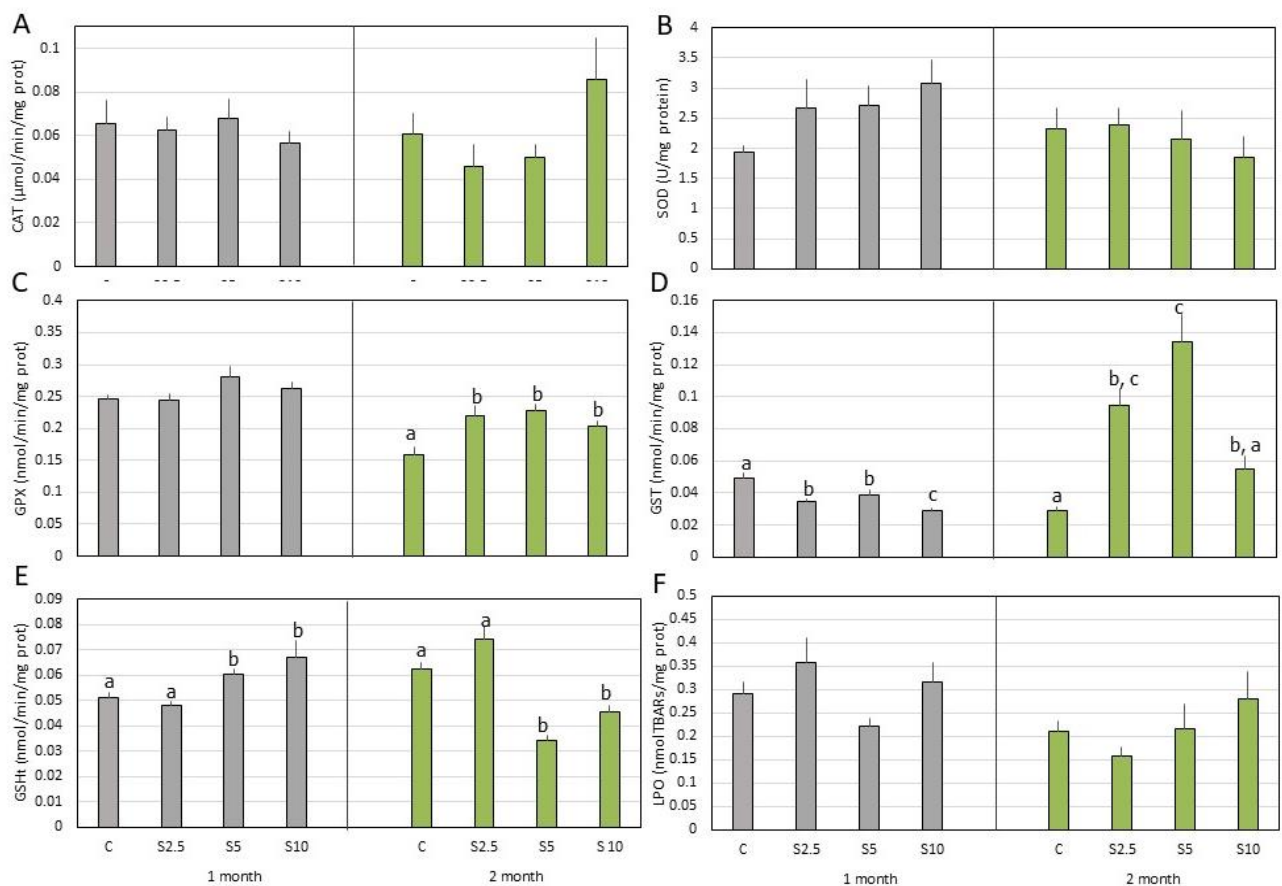 A
CAT (µmol/min/mg prot)
0.1
0.08
0.06
0.04
0.02
0
B
SOD (U/mg protein)
4
3.5
3
2.5
2
1.5
1
0.5
0
C
GPX (nmol/min/mg prot)
0.4
0.35
0.3
0.25
0.2
0.15
0.1
0.05
0
a
b
b
b
D
GST (nmol/min/mg prot)
0.16
0.14
0.12
0.1
0.08
0.06
0.04
0.02
0
a
b
b
c
a
b, c
c
b, a
E
GSHt (nmol/min/mg prot)
0.09
0.08
0.07
0.06
0.05
0.04
0.03
0.02
0.01
0
a
a
b
b
a
a
b
b
C S2.5 S5 S10 C S2.5 S5 S 10
1 month 2 month
F
LPO (nmolTBARs/mg prot)
0.5
0.45
0.4
0.35
0.3
0.25
0.2
0.15
0.1
0.05
0
C S2.5 S5 S10 C S2.5 S5 S10
1 month 2 month